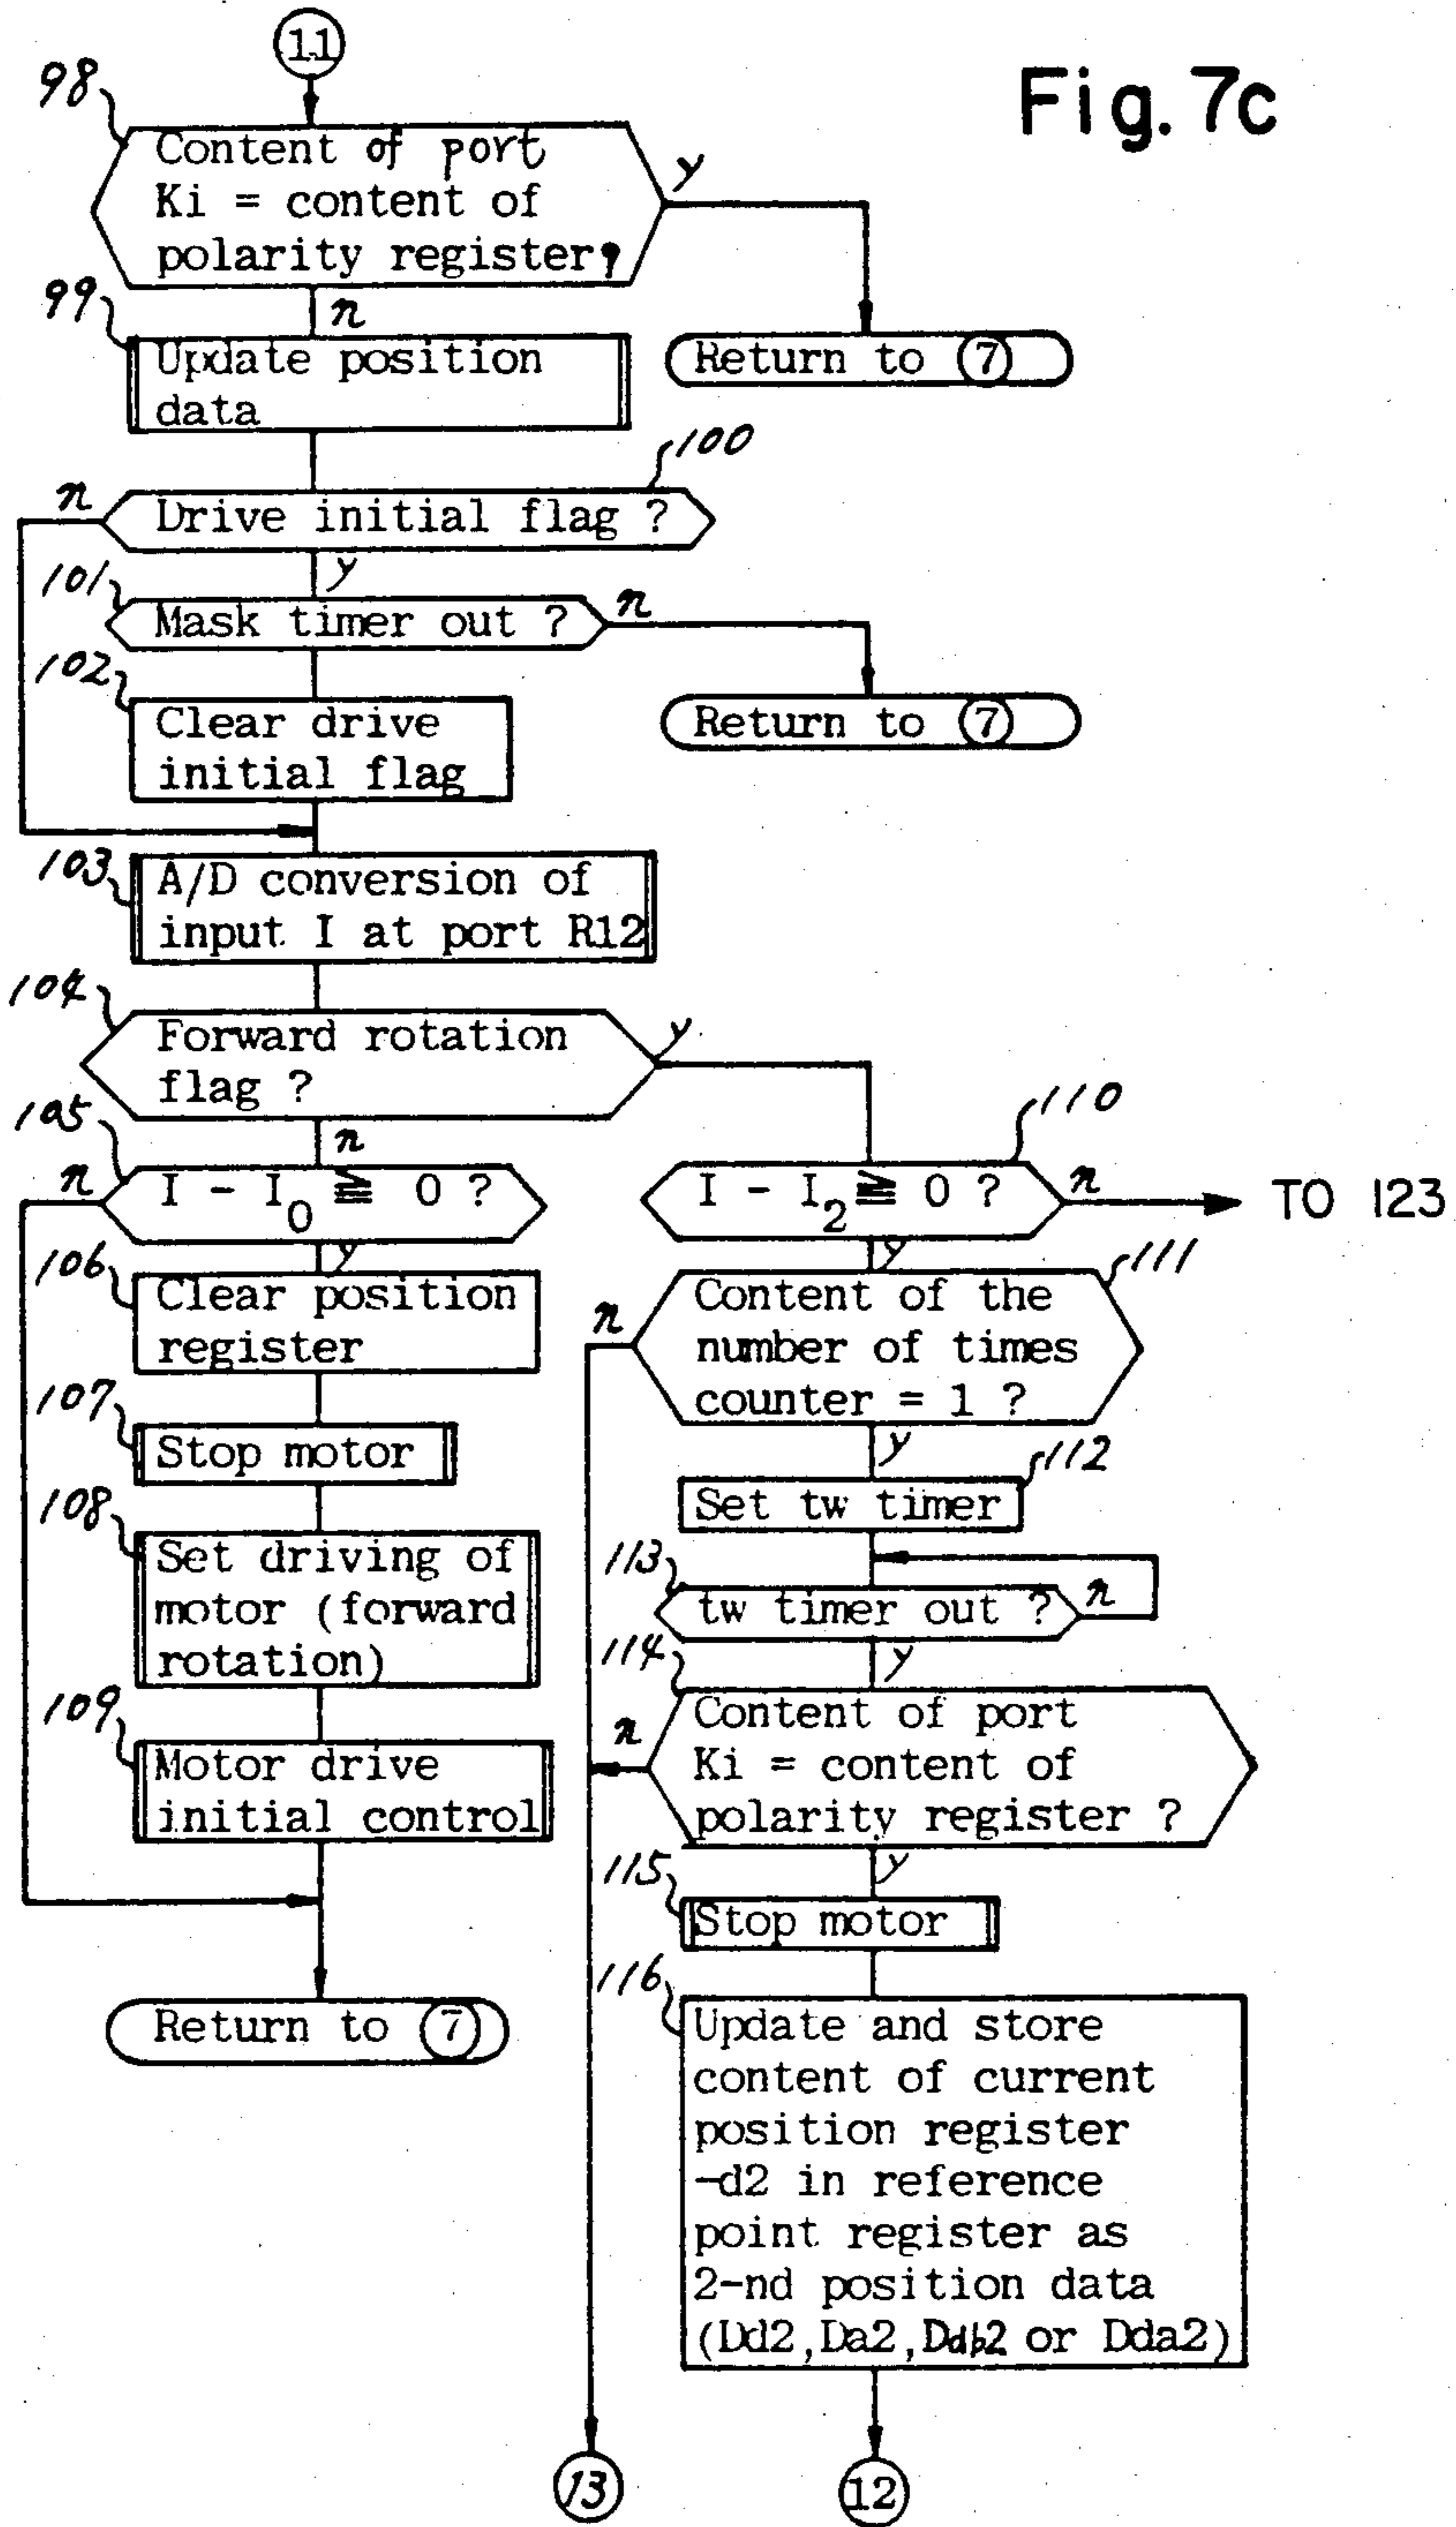 Fig. 7c
11
98
Content of port
Ki = content of
polarity register?
y
n
Return to 7
99
Update position
data
100
Drive initial flag ?
n
y
101
Mask timer out ?
n
Return to 7
102
Clear drive
initial flag
103
A/D conversion of
input I at port R12
104
Forward rotation
flag ?
y
n
105
I - I0 ≧ 0 ?
n
y
106
Clear position
register
107
Stop motor
108
Set driving of
motor (forward
rotation)
109
Motor drive
initial control
Return to 7
110
I - I2 ≧ 0 ?
n
TO 123
y
111
Content of the
number of times
counter = 1 ?
n
y
112
Set tw timer
113
tw timer out ?
n
y
114
Content of port
Ki = content of
polarity register ?
n
y
115
Stop motor
116
Update and store
content of current
position register
-d2 in reference
point register as
2-nd position data
(Dd2,Da2,Ddb2 or Dda2)
13
12